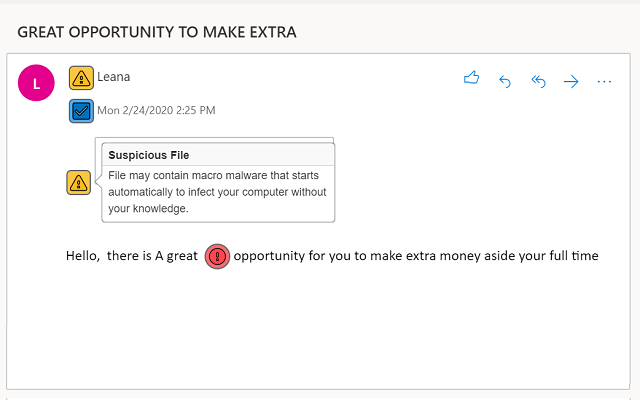 GREAT OPPORTUNITY TO MAKE EXTRA
L
Leana
Mon 2/24/2020 2:25 PM
Suspicious File
File may contain macro malware that starts
automatically to infect your computer without
your knowledge.
Hello, there is A great opportunity for you to make extra money aside your full time